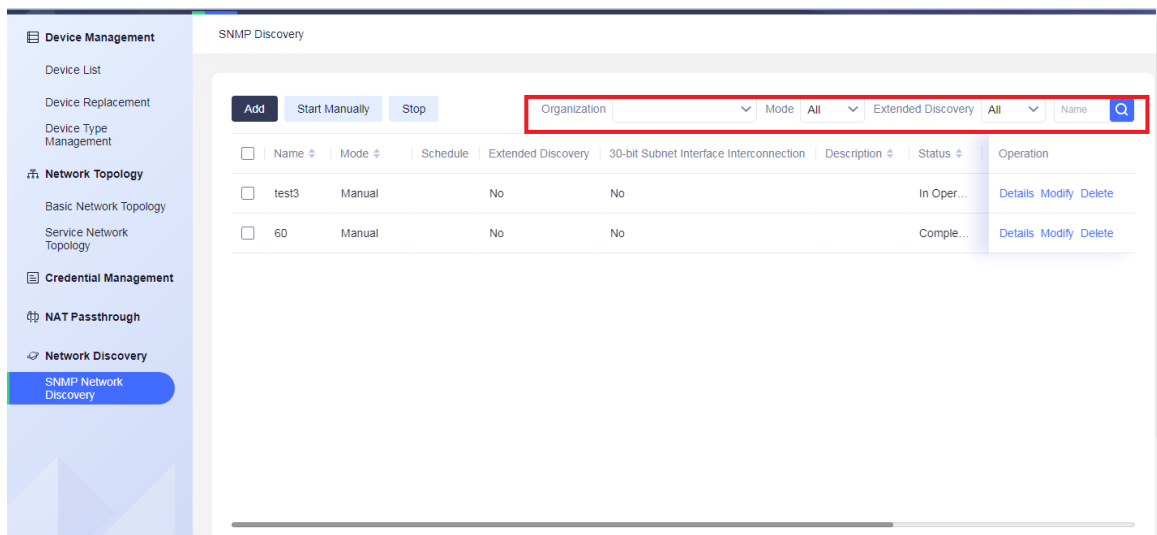 Device Management
Device List
Device Replacement
Device Type
Management
Network Topology
Basic Network Topology
Service Network
Topology
Credential Management
NAT Passthrough
Network Discovery
SNMP Network
Discovery
SNMP Discovery
Add Start Manually Stop Organization Mode All Extended Discovery All Name
Name Mode Schedule Extended Discovery 30-bit Subnet Interface Interconnection Description Status Operation
test3 Manual No No In Oper... Details Modify Delete
60 Manual No No Comple... Details Modify Delete